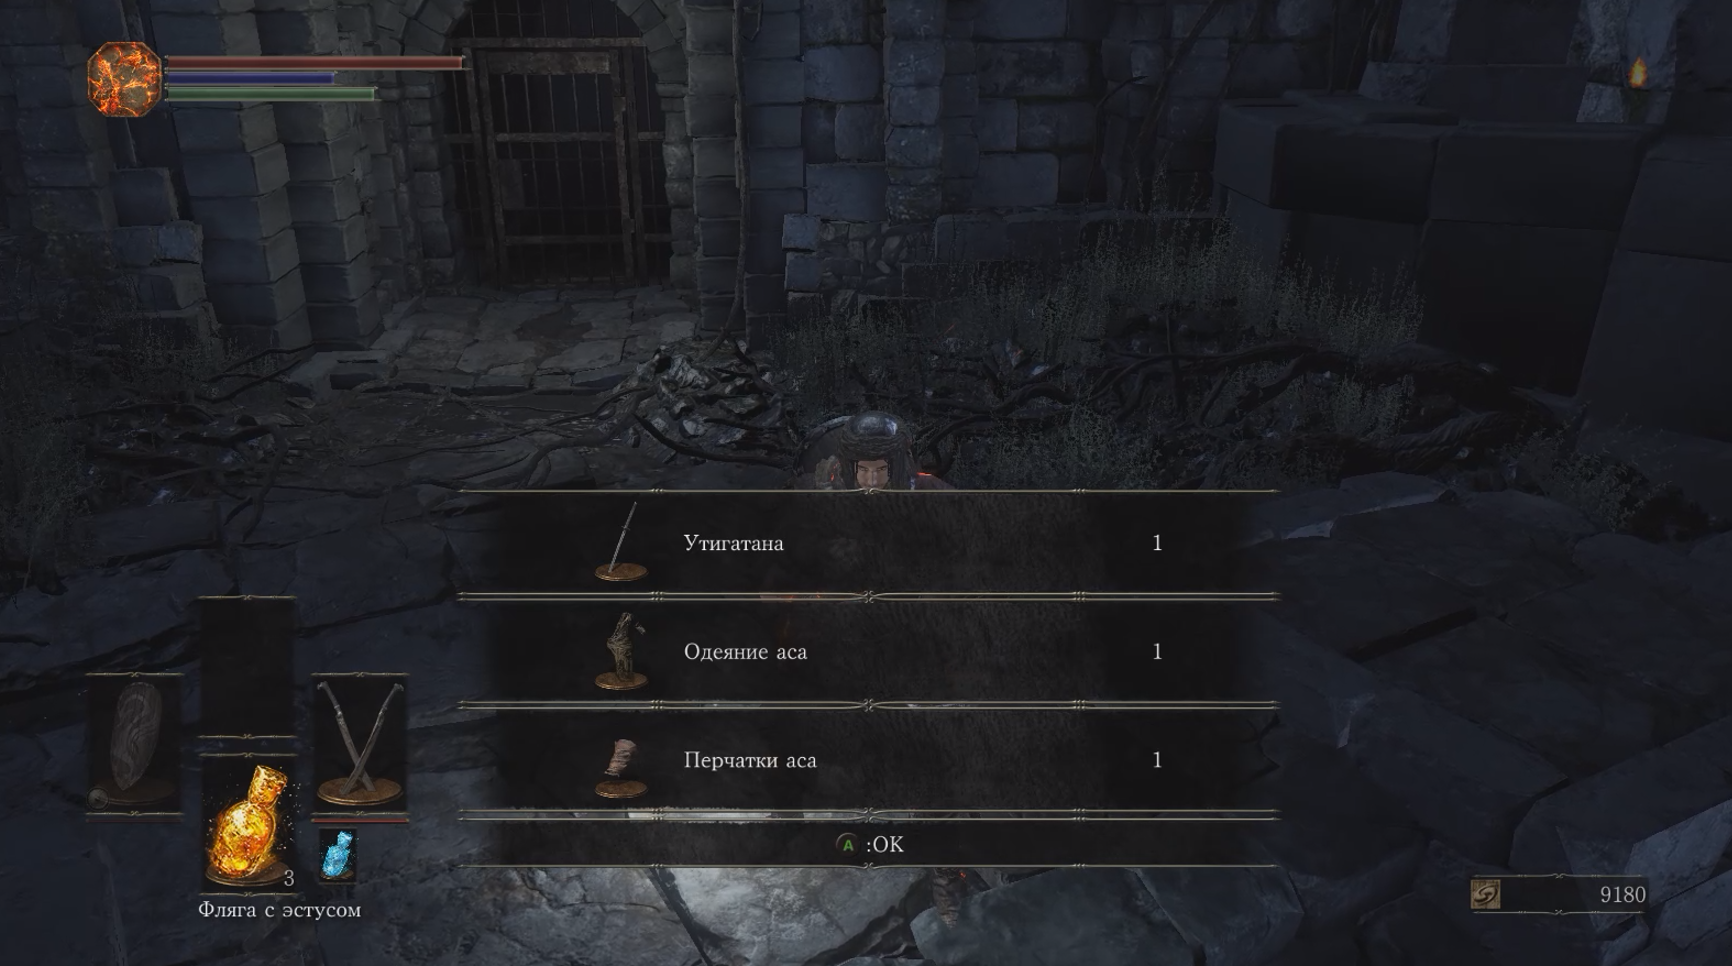 Утигатана 1
Одеяние аса 1
Перчатки аса 1
A :OK
3
Фляга с эстусом
9180